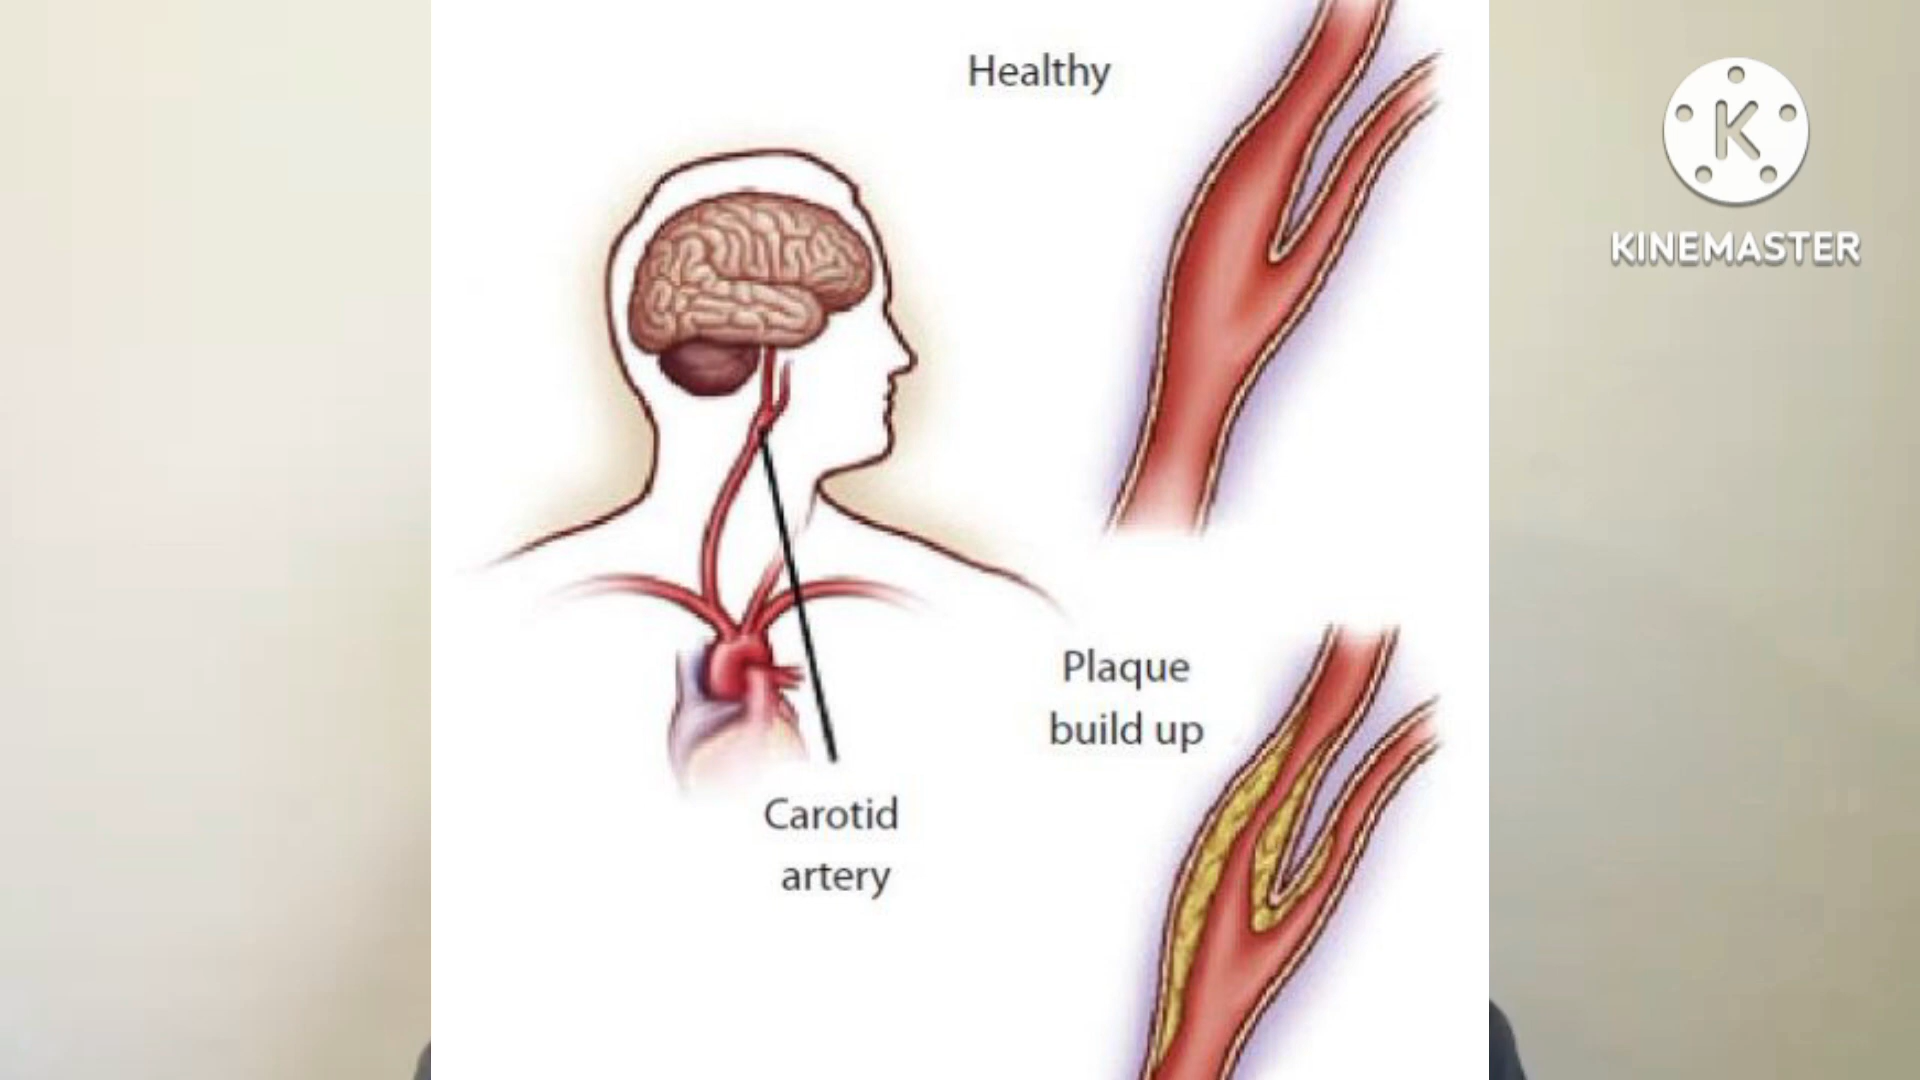 Healthy
K
KINEMASTER
Plaque
build up
Carotid
artery